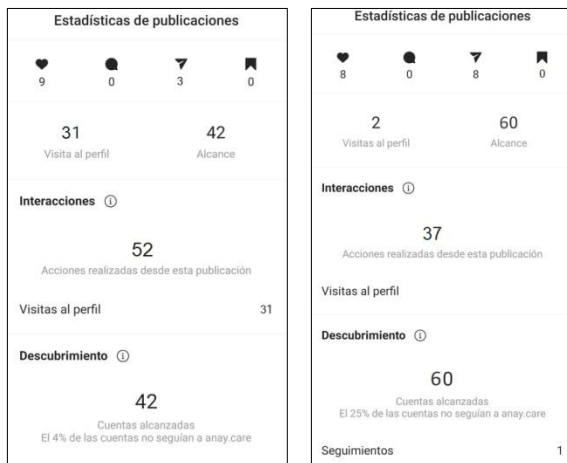 Estadísticas de publicaciones
9 0 3 0
31 42
Visita al perfil Alcance
Interacciones
52
Acciones realizadas desde esta publicación
Visitas al perfil 31
Descubrimiento
42
Cuentas alcanzadas
El 4% de las cuentas no seguían a anay.care
Estadísticas de publicaciones
8 0 8 0
2 60
Visitas al perfil Alcance
Interacciones
37
Acciones realizadas desde esta publicación
Visitas al perfil
Descubrimiento
60
Cuentas alcanzadas
El 25% de las cuentas no seguían a anay.care
Seguimientos 1